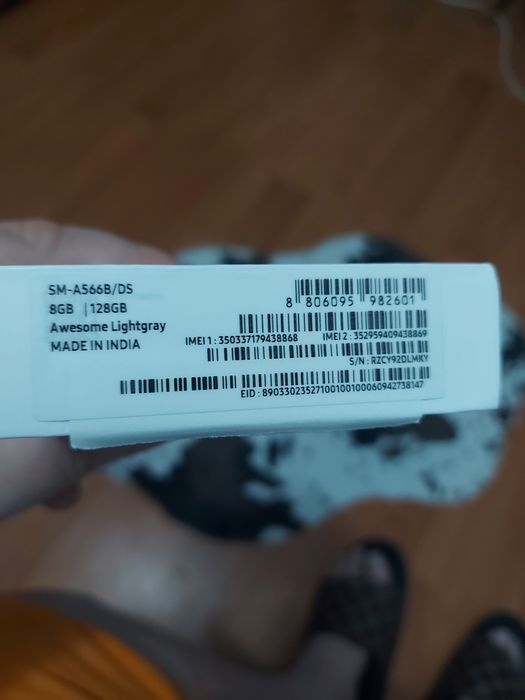 SM-A566B/DS
8GB | 128GB
Awesome Lightgray
MADE IN INDIA
8 806095 982601
IMEI 1 : 350337179438868 IMEI 2 : 352959409438869
S/N : RZCY92DLMKY
EID : 89033023527100100100060942738147